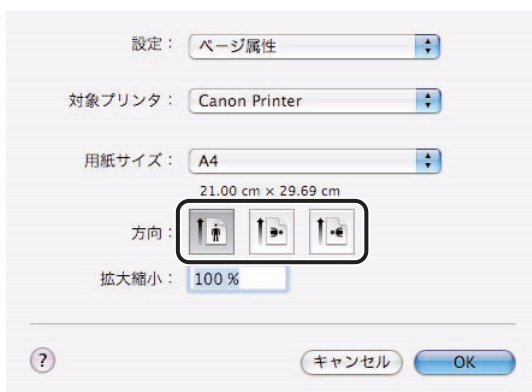 設定： ページ属性
対象プリンタ： Canon Printer
用紙サイズ： A4
21.00 cm × 29.69 cm
方向：
拡大縮小： 100 %
? キャンセル OK